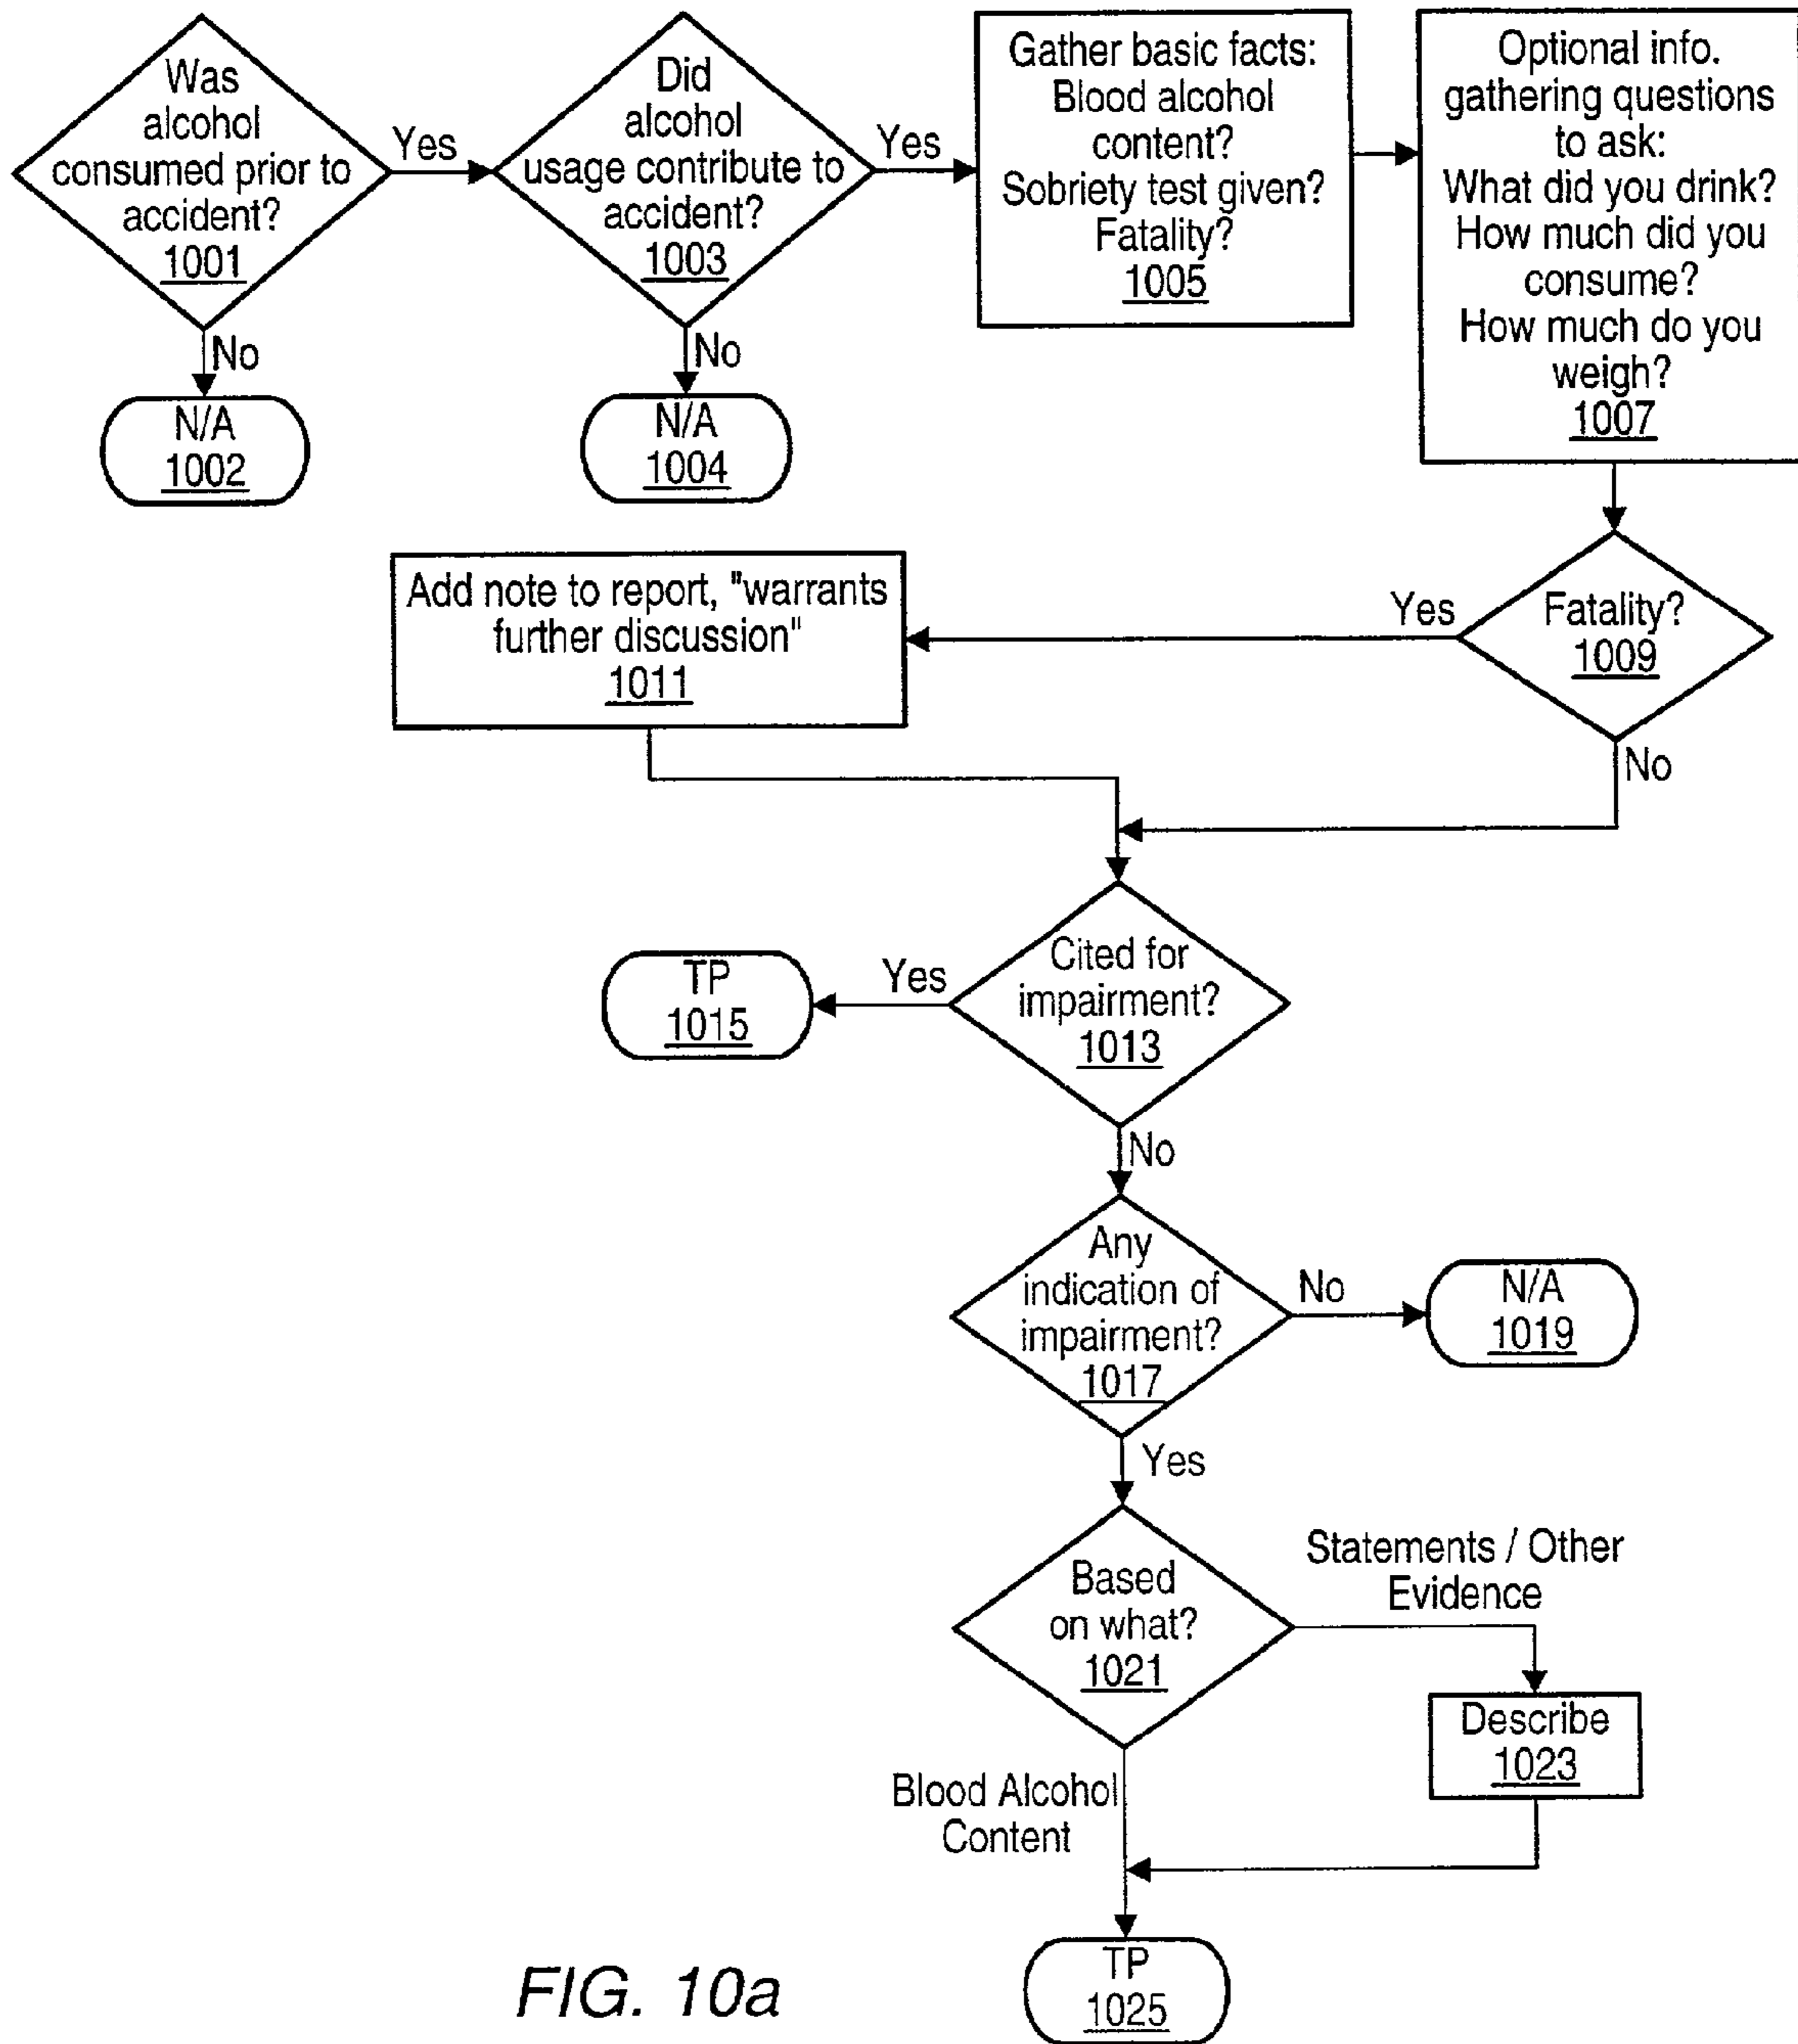 Was
alcohol
consumed prior to
accident?
1001
Yes
No
N/A
1002
Did
alcohol
usage contribute to
accident?
1003
Yes
No
N/A
1004
Gather basic facts:
Blood alcohol
content?
Sobriety test given?
Fatality?
1005
Optional info.
gathering questions
to ask:
What did you drink?
How much did you
consume?
How much do you
weigh?
1007
Fatality?
1009
Yes
No
Add note to report, "warrants
further discussion"
1011
Cited for
impairment?
1013
Yes
TP
1015
No
Any
indication of
impairment?
1017
No
N/A
1019
Yes
Based
on what?
1021
Statements / Other
Evidence
Describe
1023
Blood Alcohol
Content
TP
1025
FIG. 10a